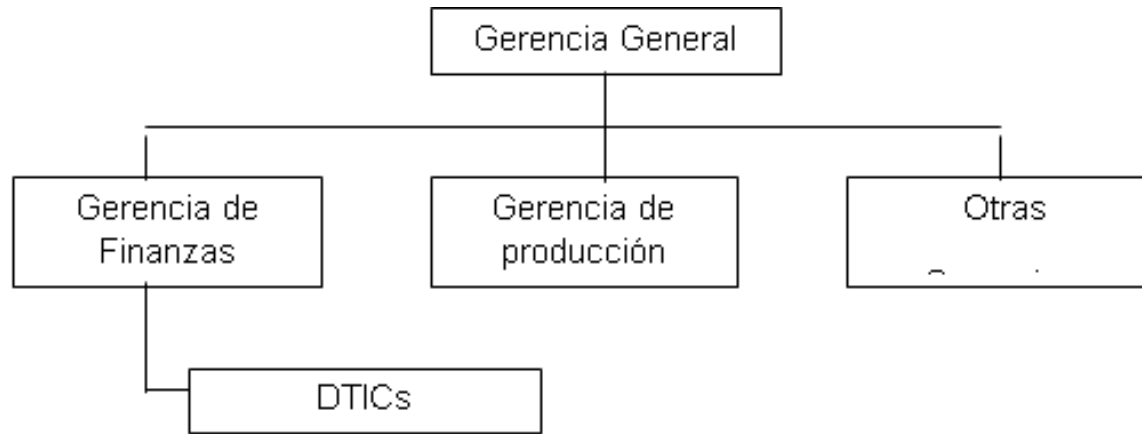 Gerencia General
Gerencia de
Finanzas
Gerencia de
producción
Otras
DTICs